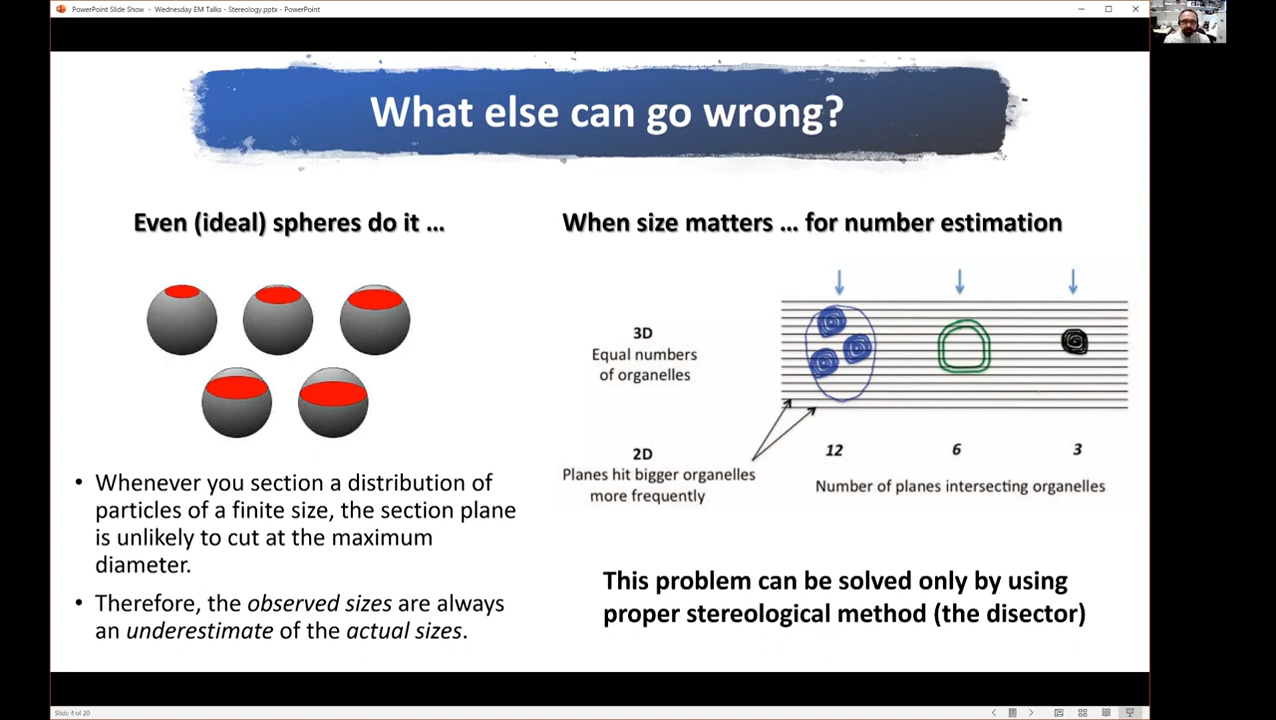 PowerPoint Slide Show - Wednesday EM Talks - Stereology.pptx - PowerPoint
What else can go wrong?
Even (ideal) spheres do it ...
When size matters ... for number estimation
3D
Equal numbers
of organelles
2D
Planes hit bigger organelles
more frequently
12
6
3
Number of planes intersecting organelles
• Whenever you section a distribution of
particles of a finite size, the section plane
is unlikely to cut at the maximum
diameter.
• Therefore, the observed sizes are always
an underestimate of the actual sizes.
This problem can be solved only by using
proper stereological method (the disector)
Slide 4 of 20